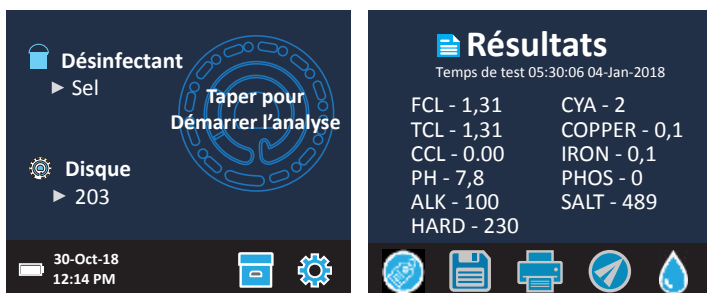 Désinfectant
► Sel
Taper pour
Démarrer l'analyse
Disque
► 203
30-Oct-18
12:14 PM
Résultats
Temps de test 05:30:06 04-Jan-2018
FCL - 1,31
TCL - 1,31
CCL - 0.00
PH - 7,8
ALK - 100
HARD - 230
CYA - 2
COPPER - 0,1
IRON - 0,1
PHOS - 0
SALT - 489